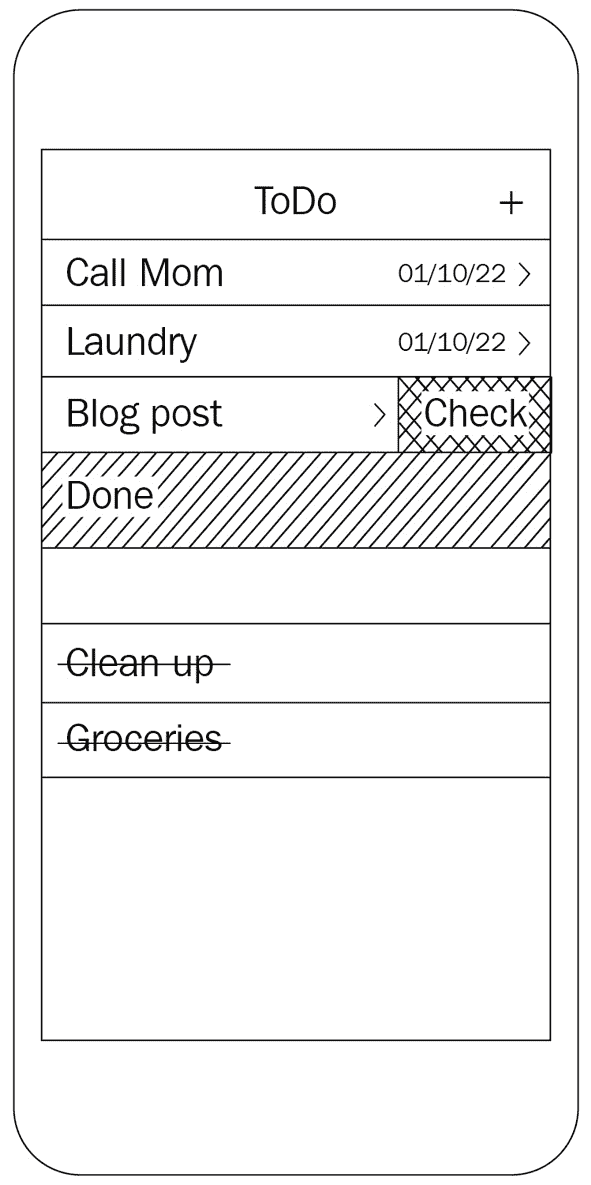 ToDo +
Call Mom 01/10/22 >
Laundry 01/10/22 >
Blog post > Check
Done
Clean up
Groceries